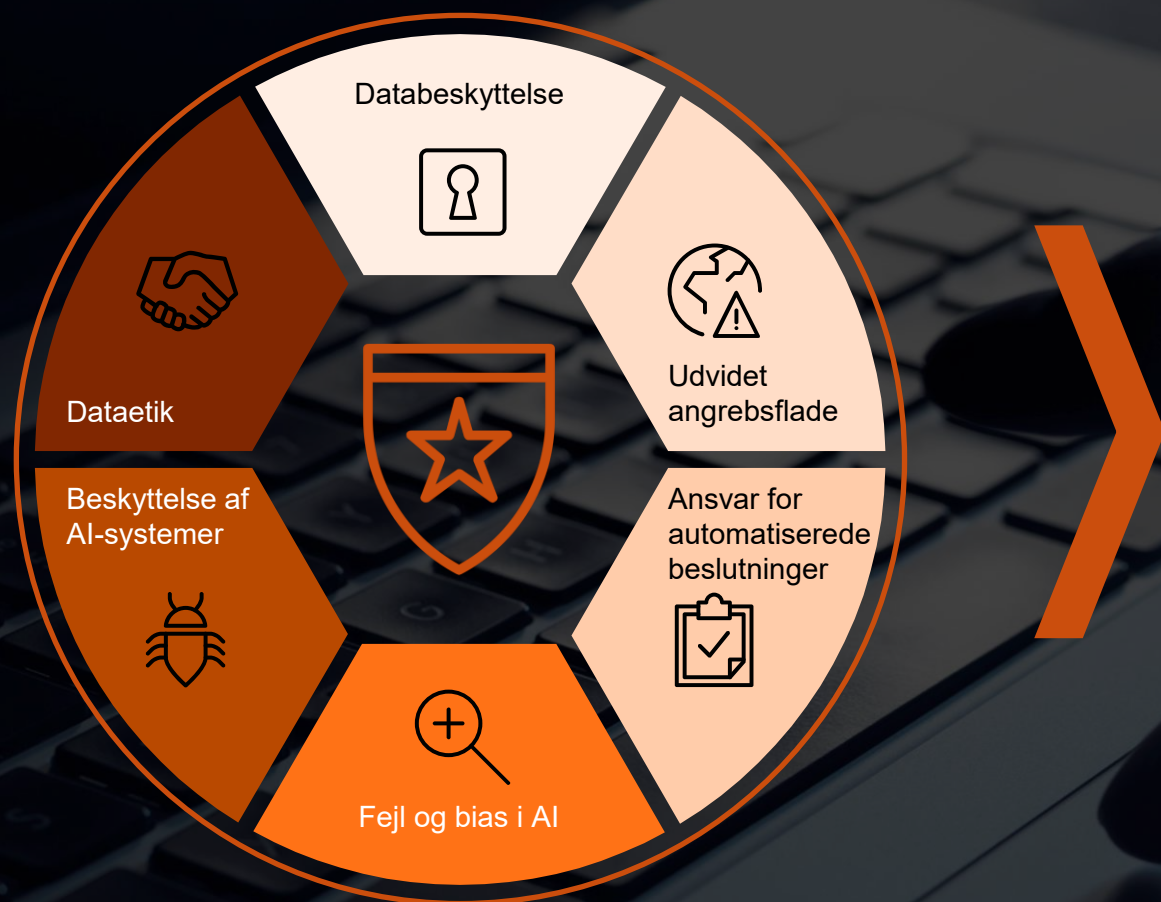 Databeskyttelse
Udvidet
angrebsflade
Ansvar for
automatiserede
beslutninger
Fejl og bias i AI
Beskyttelse af
AI-systemer
Dataetik